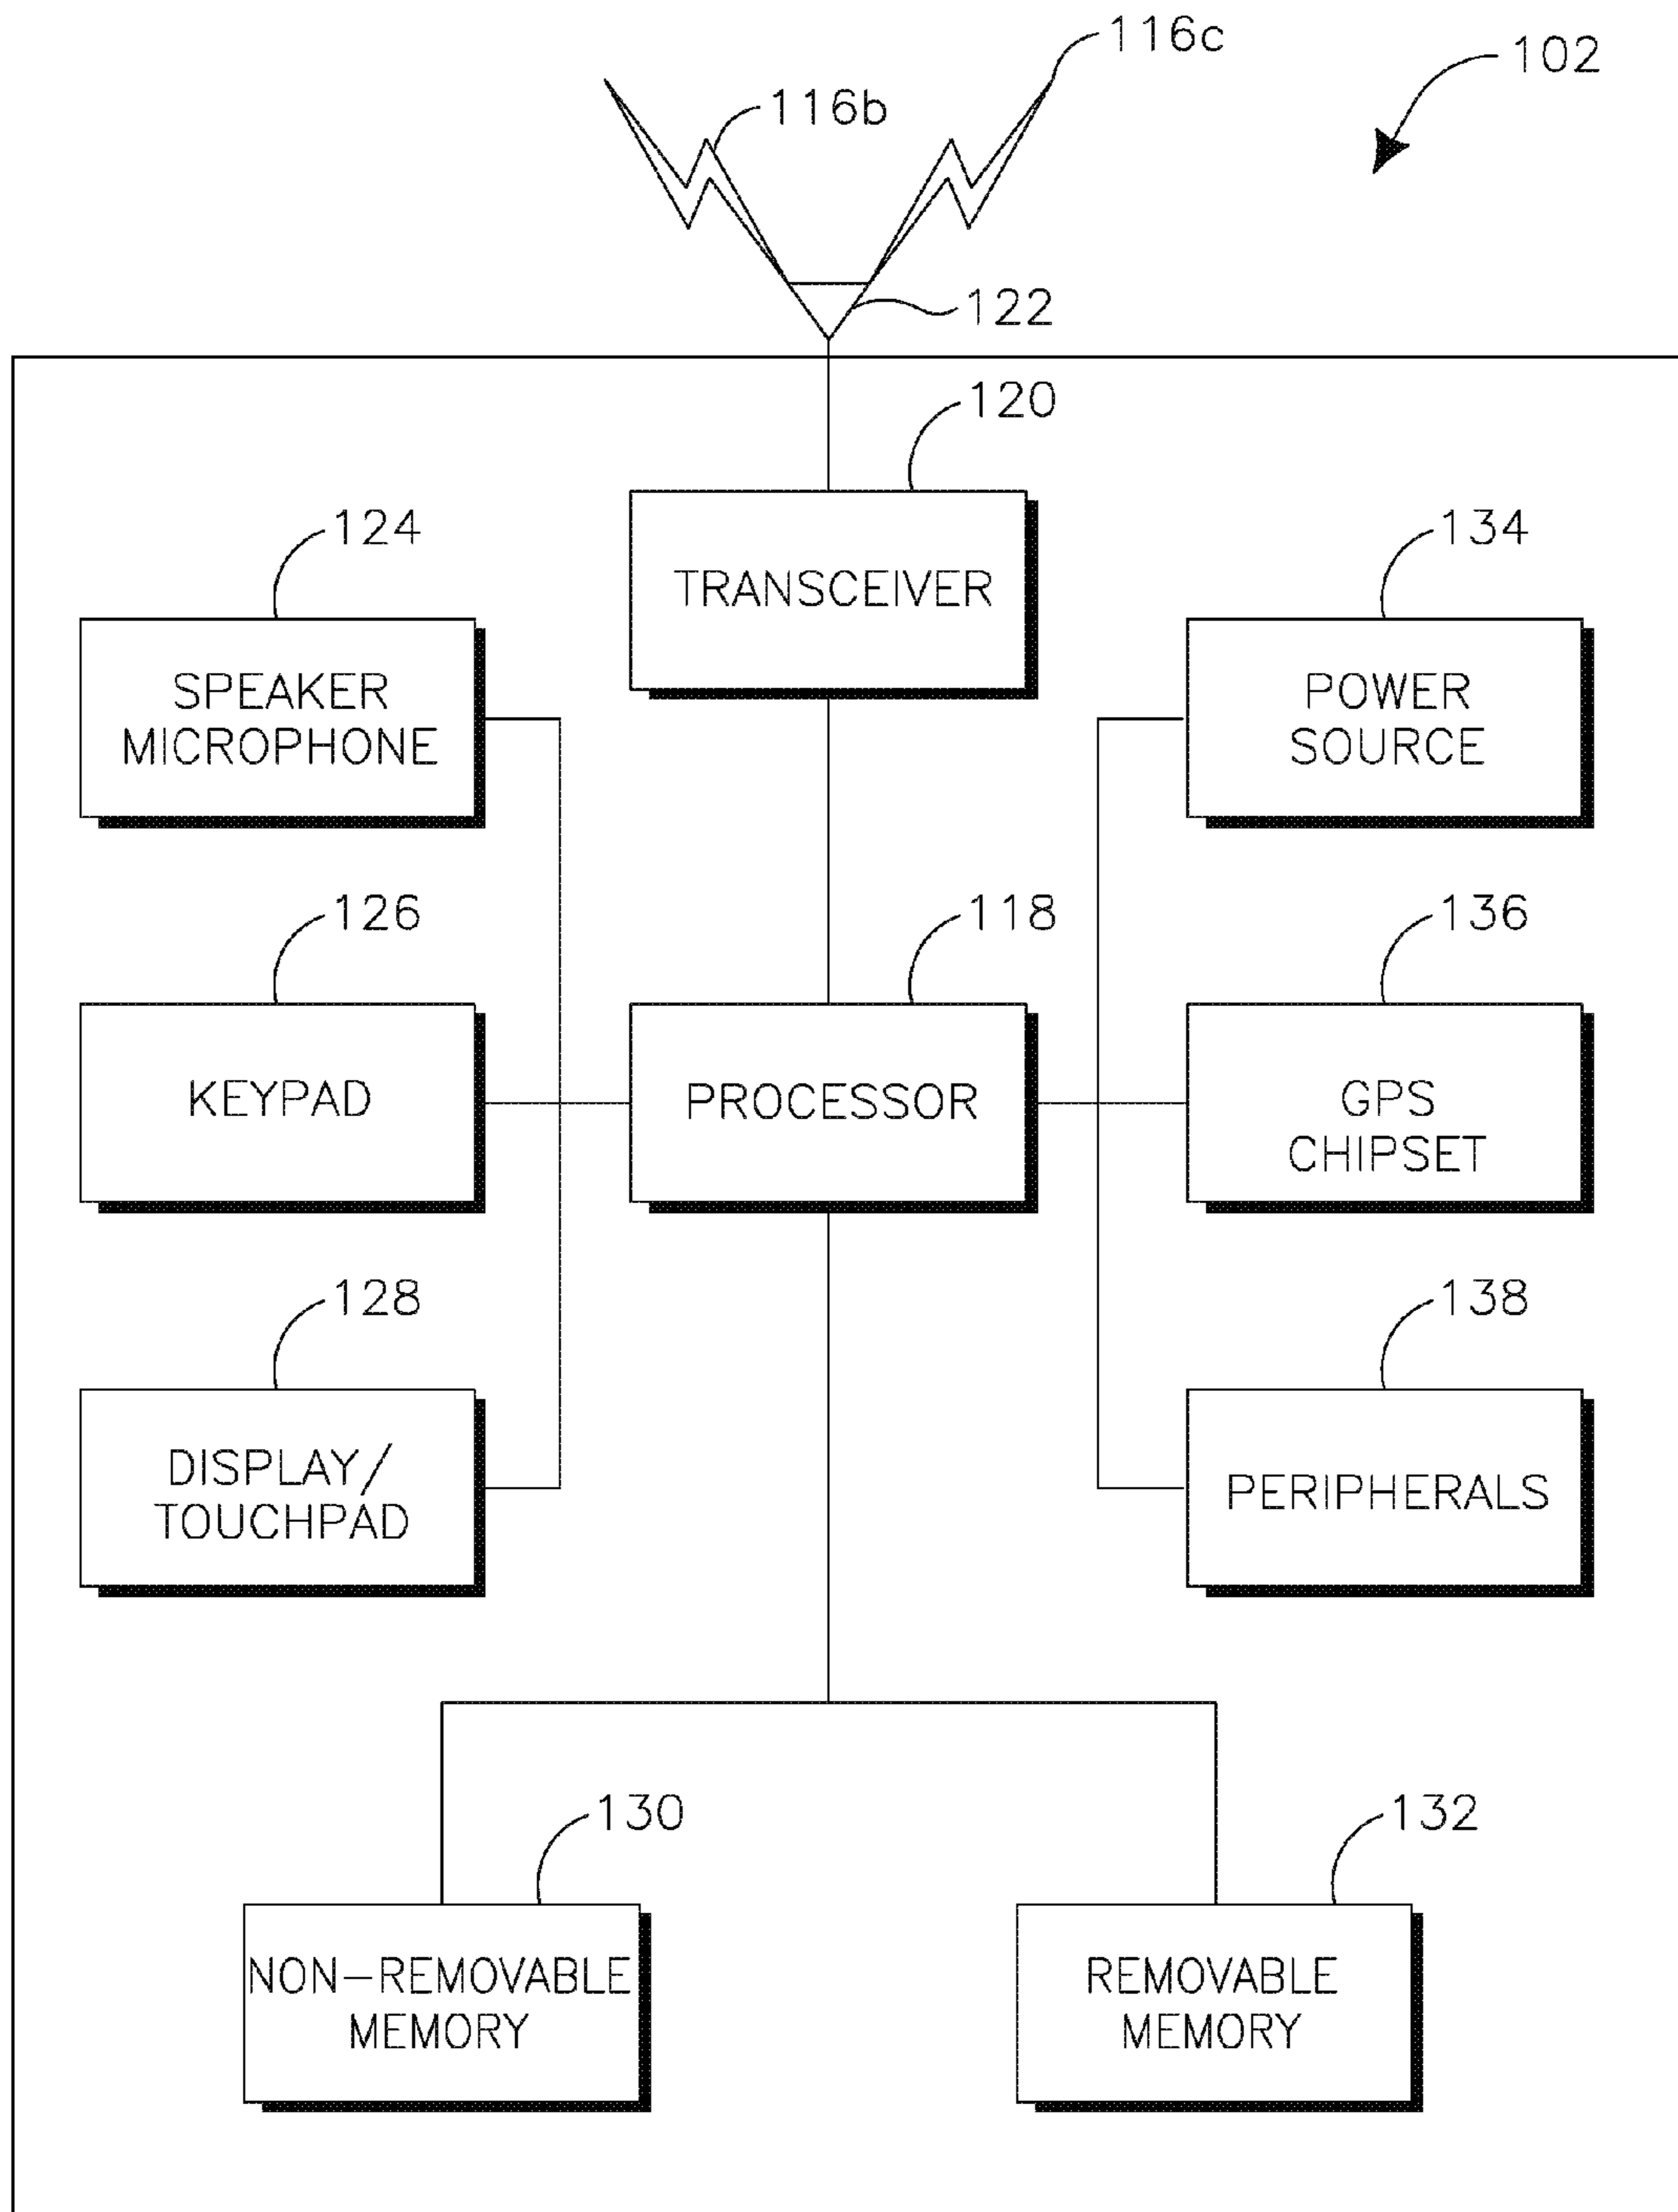 116c
102
116b
122
120
124
134
TRANSCEIVER
SPEAKER
MICROPHONE
POWER
SOURCE
126
118
136
KEYPAD
PROCESSOR
GPS
CHIPSET
128
138
DISPLAY/
TOUCHPAD
PERIPHERALS
130
132
NON-REMOVABLE
MEMORY
REMOVABLE
MEMORY